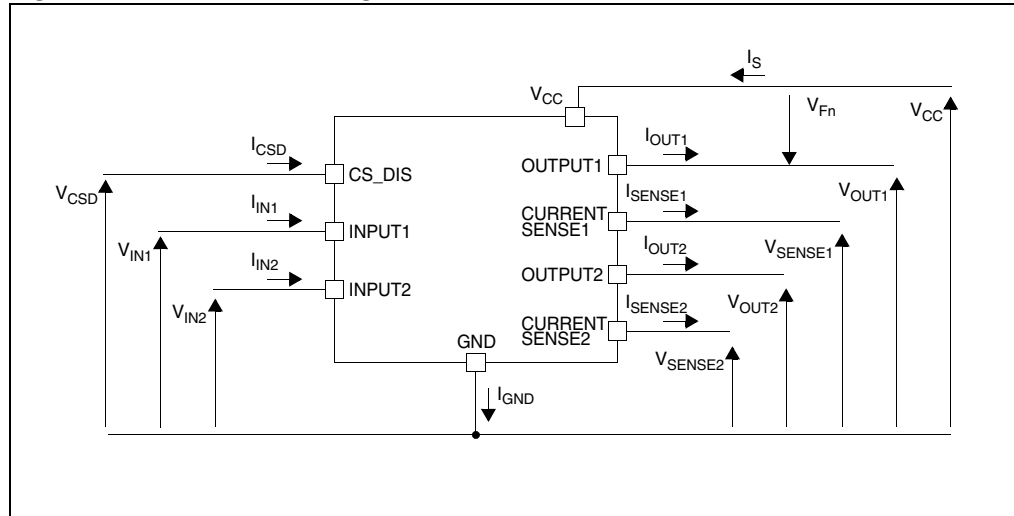 I_S
V_CC
V_Fn
V_CC
I_CSD
I_OUT1
CS_DIS
OUTPUT1
V_CSD
I_IN1
I_SENSE1
V_OUT1
INPUT1
CURRENT
SENSE1
V_IN1
I_IN2
I_OUT2
V_SENSE1
INPUT2
OUTPUT2
V_IN2
I_SENSE2
V_OUT2
CURRENT
SENSE2
GND
V_SENSE2
I_GND